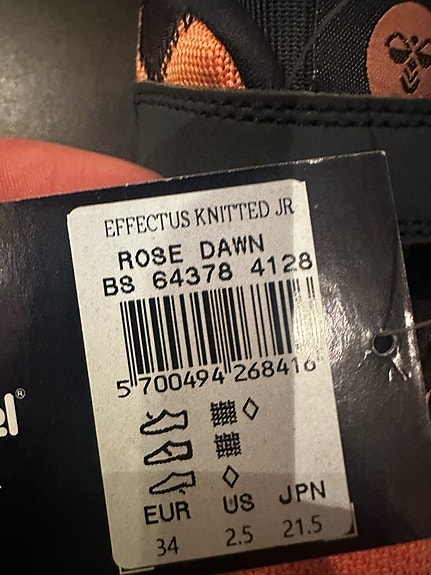 EFFECTUS KNITTED JR
ROSE DAWN
BS 64378 4128
5 700494 268416
el®
EUR US JPN
34 2.5 21.5